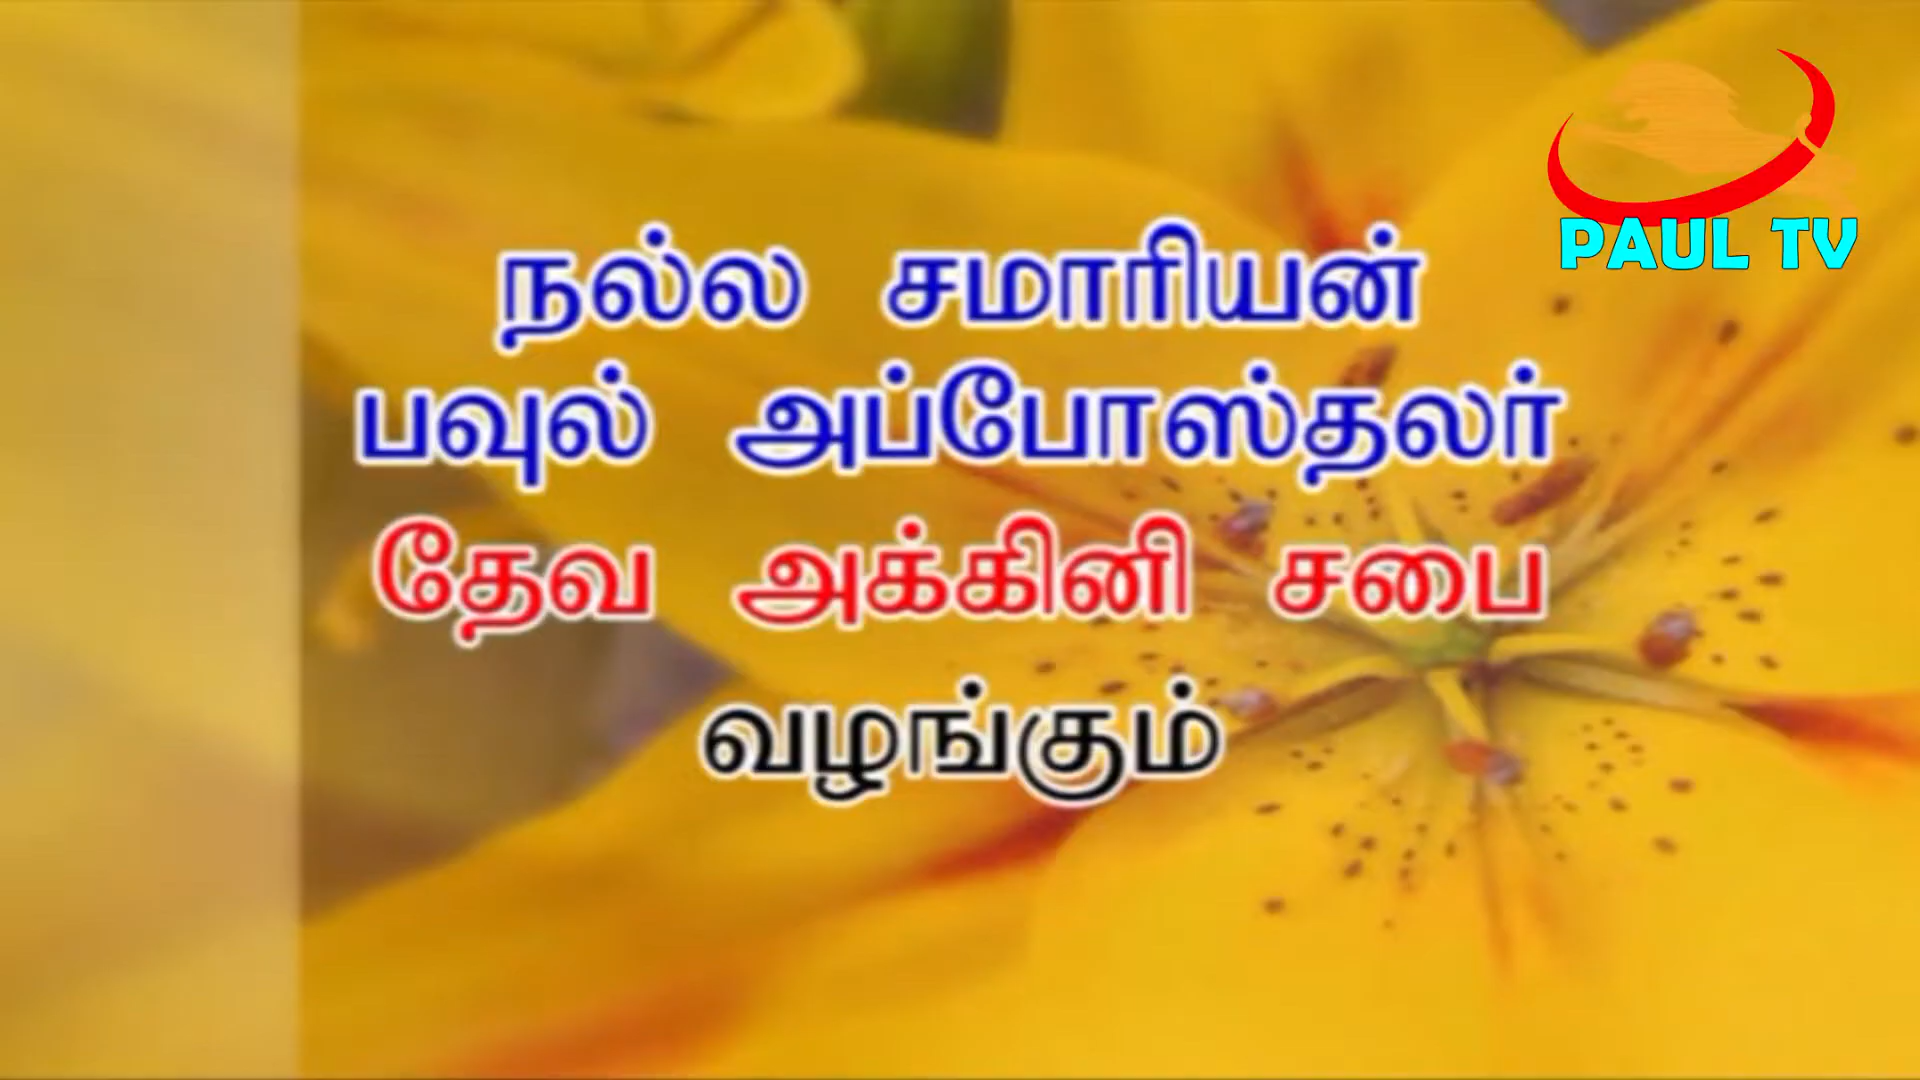 PAUL TV
நல்ல சமாரியன்
பவுல் அப்போஸ்தலர்
தேவ அக்கினி சபை
வழங்கும்